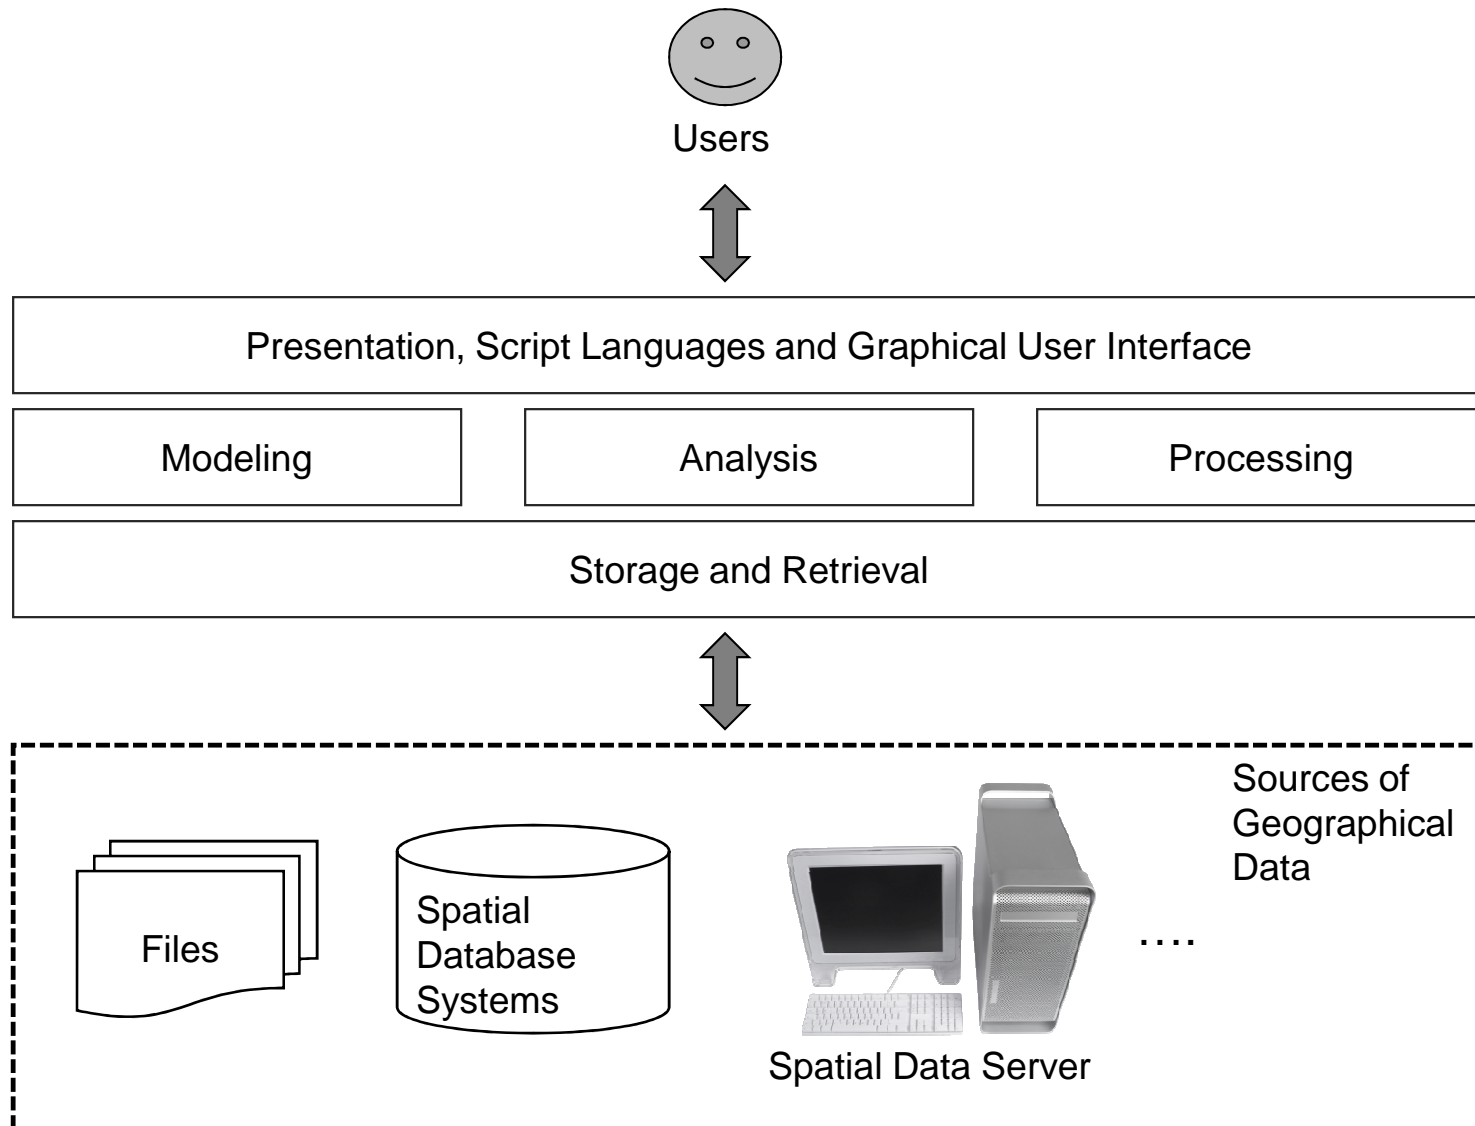 Users
Presentation, Script Languages and Graphical User Interface
Modeling
Analysis
Processing
Storage and Retrieval
Sources of
Geographical
Data
Files
Spatial
Database
Systems
....
Spatial Data Server